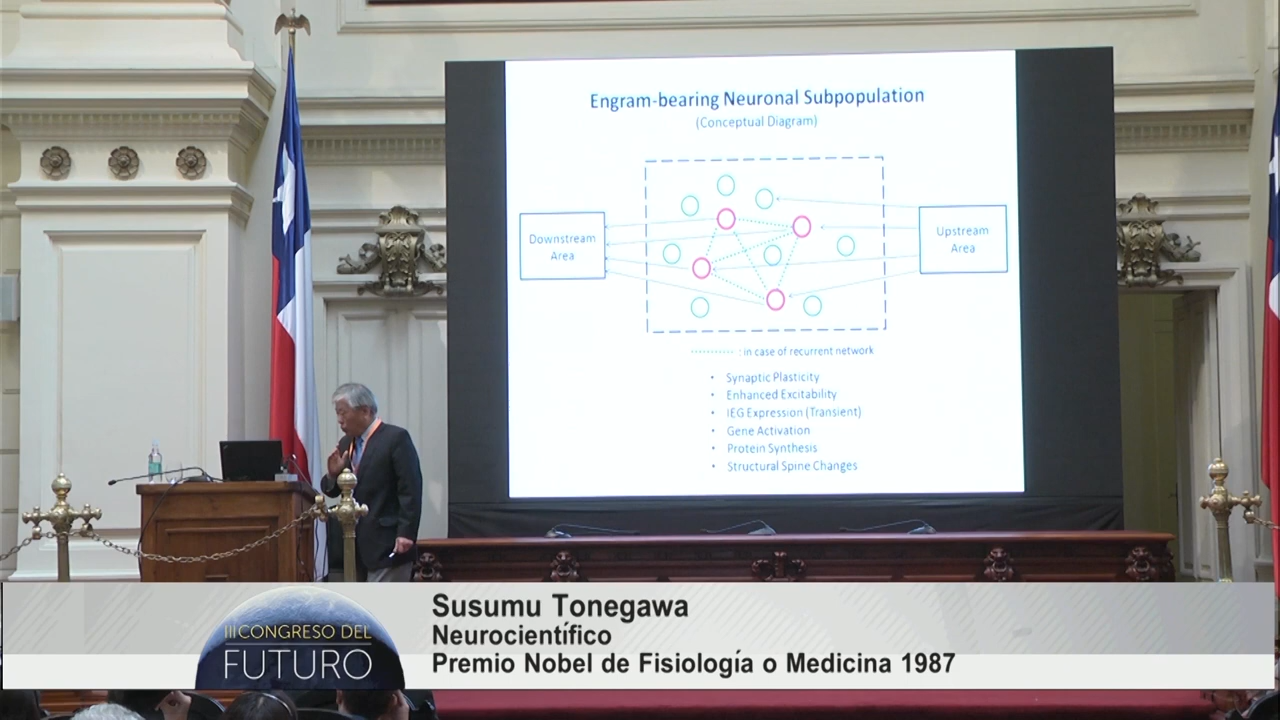 Engram-bearing Neuronal Subpopulation
(Conceptual Diagram)
Downstream
Area
Upstream
Area
: in case of recurrent network
• Synaptic Plasticity
• Enhanced Excitability
• IEG Expression (Transient)
• Gene Activation
• Protein Synthesis
• Structural Spine Changes
III CONGRESO DEL
FUTURO
Susumu Tonegawa
Neurocientífico
Premio Nobel de Fisiología o Medicina 1987